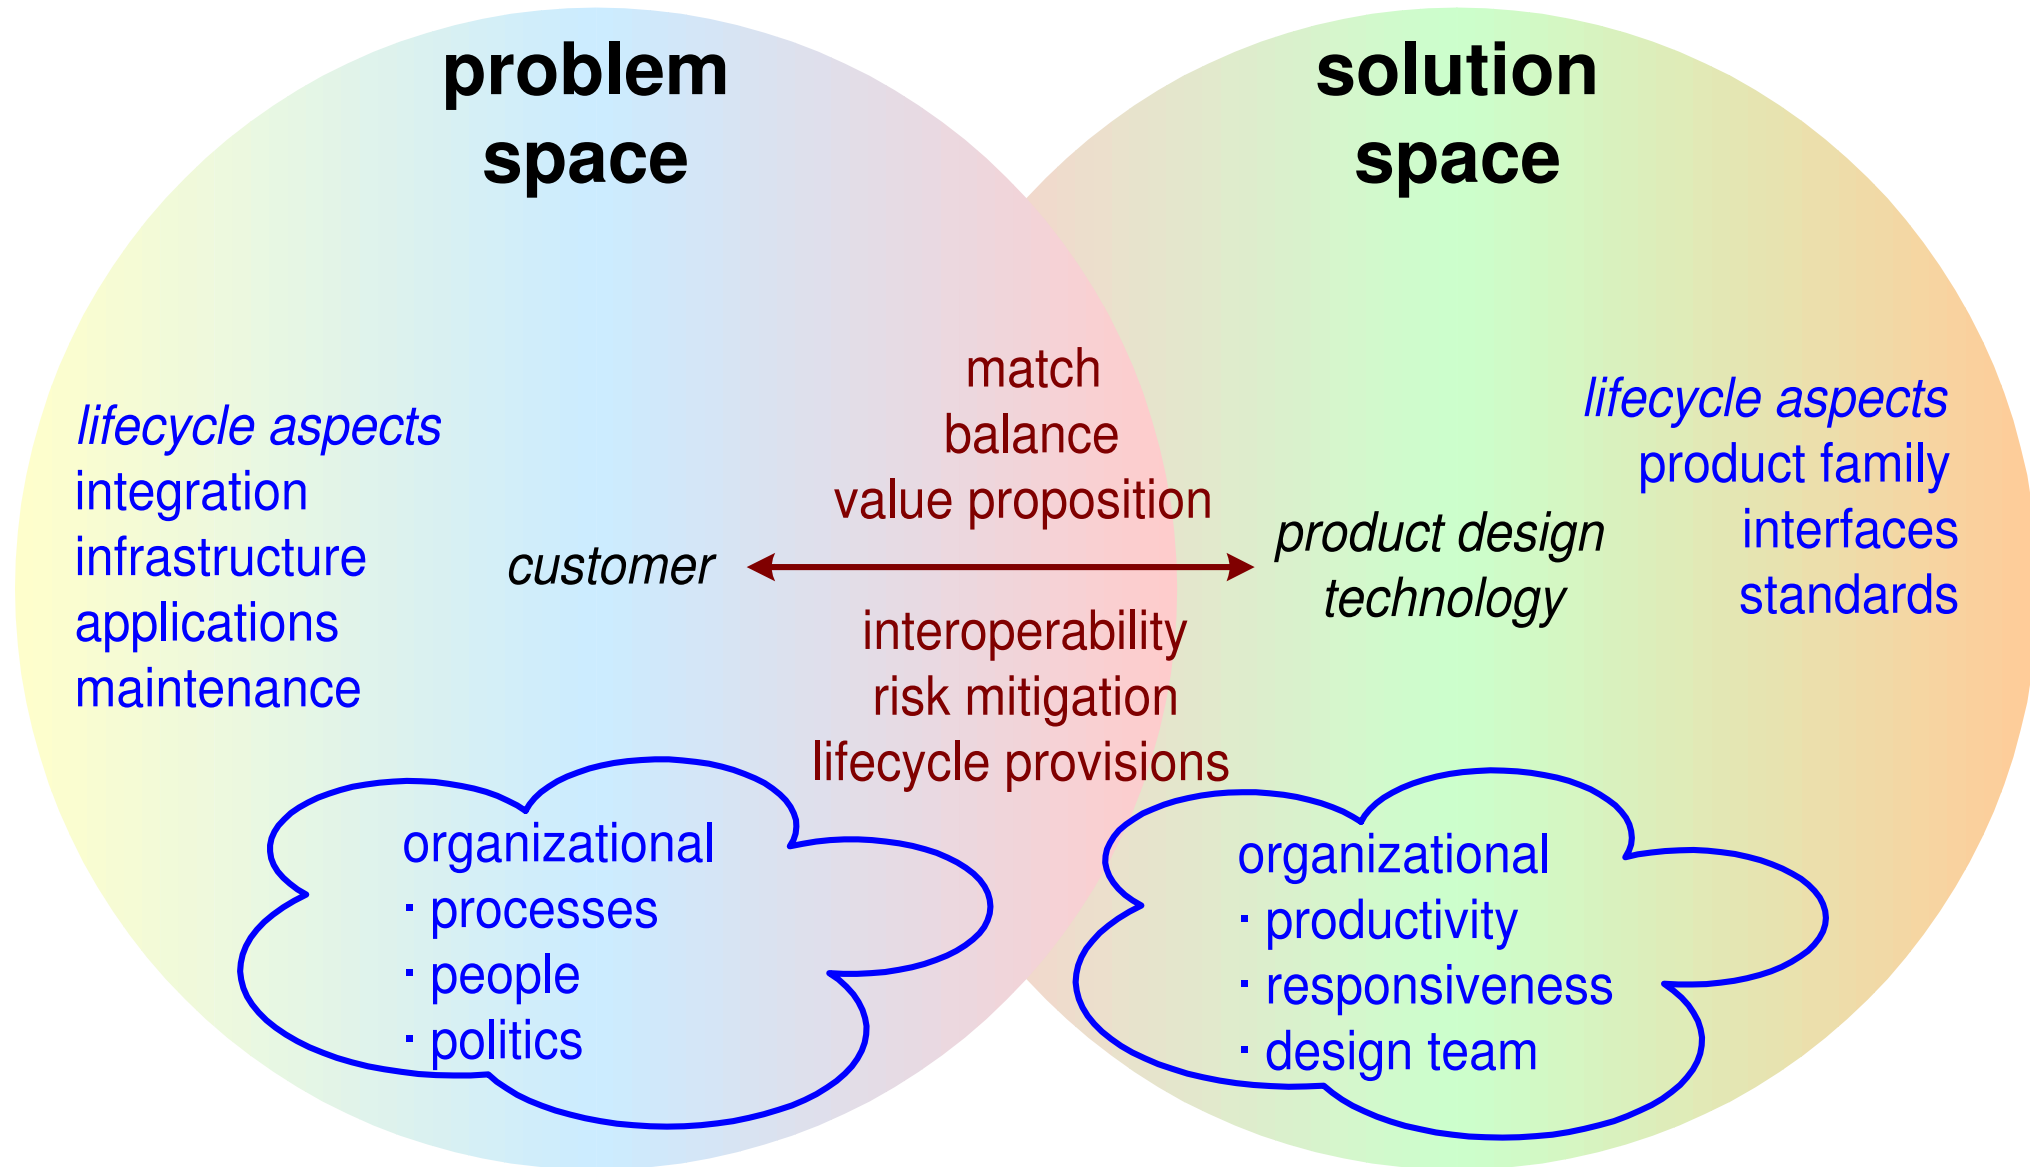 problem
space
solution
space
lifecycle aspects
integration
infrastructure
applications
maintenance
customer
match
balance
value proposition
interoperability
risk mitigation
lifecycle provisions
product design
technology
lifecycle aspects
product family
interfaces
standards
organizational
· processes
· people
· politics
organizational
· productivity
· responsiveness
· design team